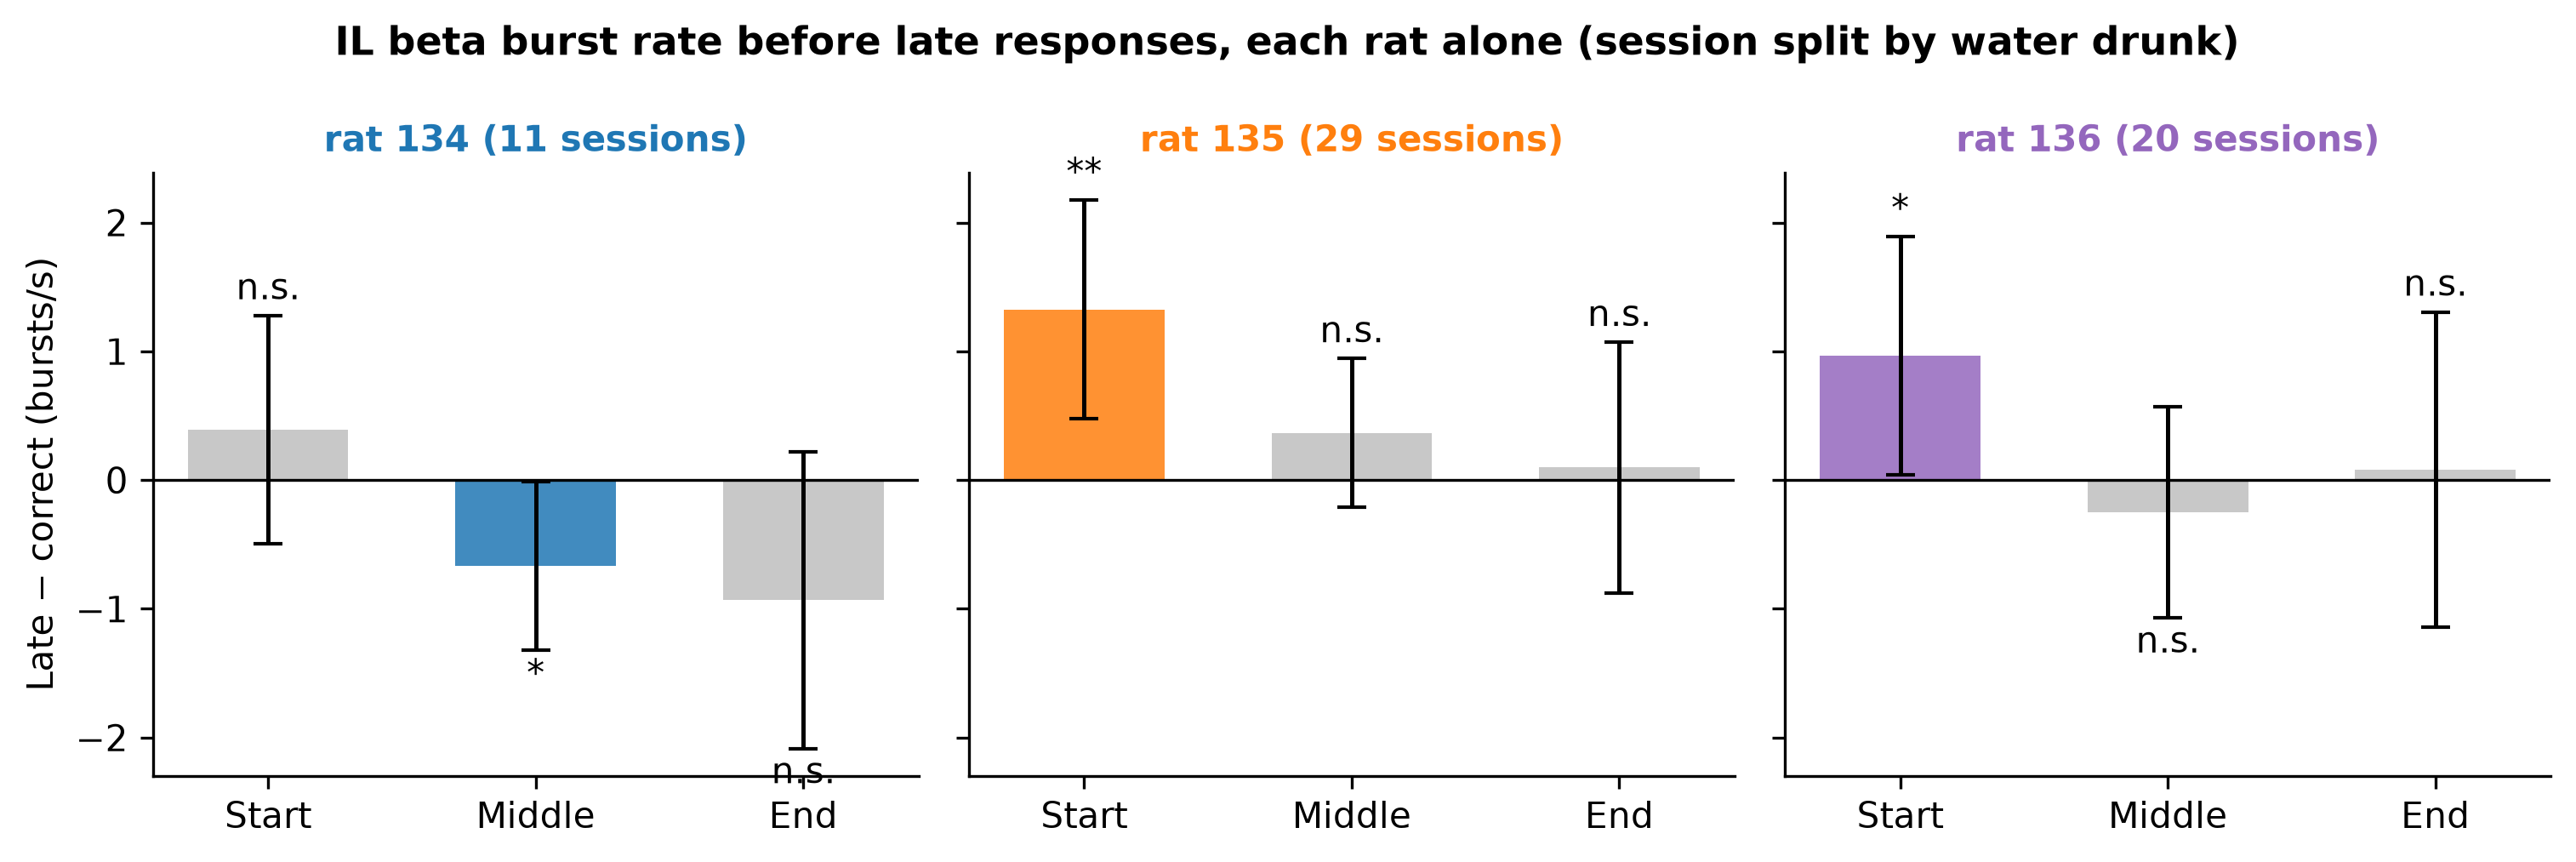 IL beta burst rate before late responses, each rat alone (session split by water drunk)
rat 134 (11 sessions)
rat 135 (29 sessions)
rat 136 (20 sessions)
Late − correct (bursts/s)
2
1
0
−1
−2
n.s.
*
n.s.
Start
Middle
End
**
n.s.
n.s.
Start
Middle
End
*
n.s.
n.s.
Start
Middle
End